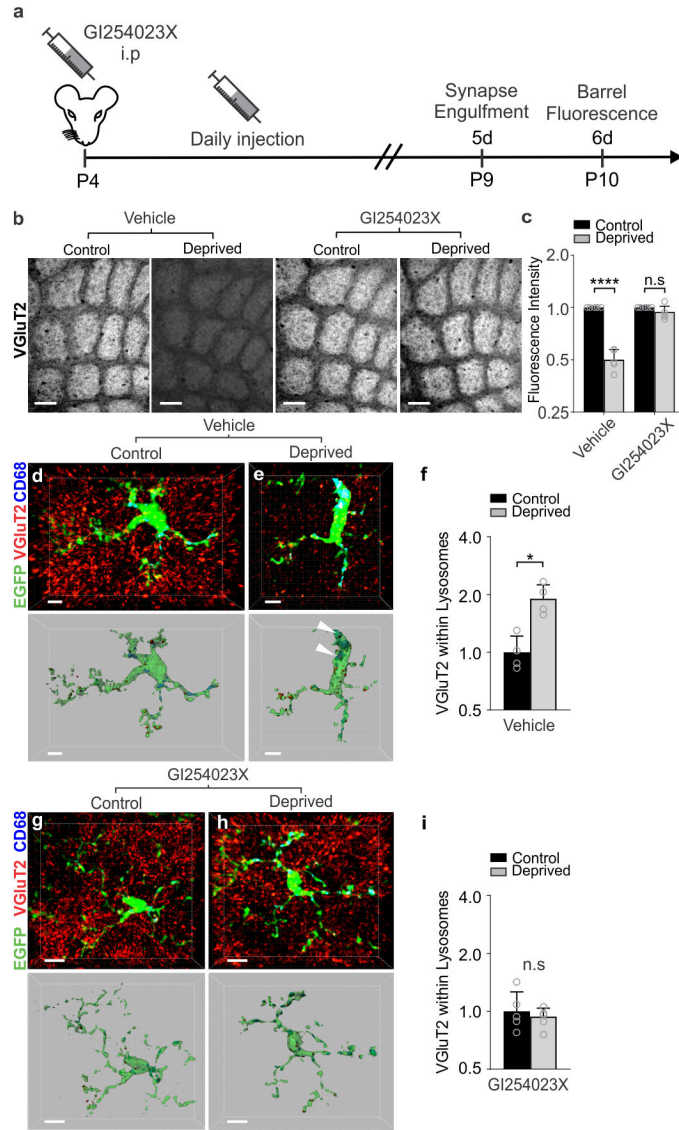 a
GI254023X
i.p
Daily injection
Synapse
Engulfment
Barrel
Fluorescence
5d
6d
P4
P9
P10
b
Vehicle
GI254023X
Control
Deprived
Control
Deprived
VGluT2
c
Control
Deprived
Fluorescence Intensity
2.0
1.0
0.5
0.25
****
n.s
Vehicle
GI254023X
Vehicle
Control
Deprived
d
e
EGFP VGluT2 CD68
f
Control
Deprived
VGluT2 within Lysosomes
4.0
2.0
1.0
0.5
*
Vehicle
GI254023X
Control
Deprived
g
h
EGFP VGluT2 CD68
i
Control
Deprived
VGluT2 within Lysosomes
4.0
2.0
1.0
0.5
n.s
GI254023X